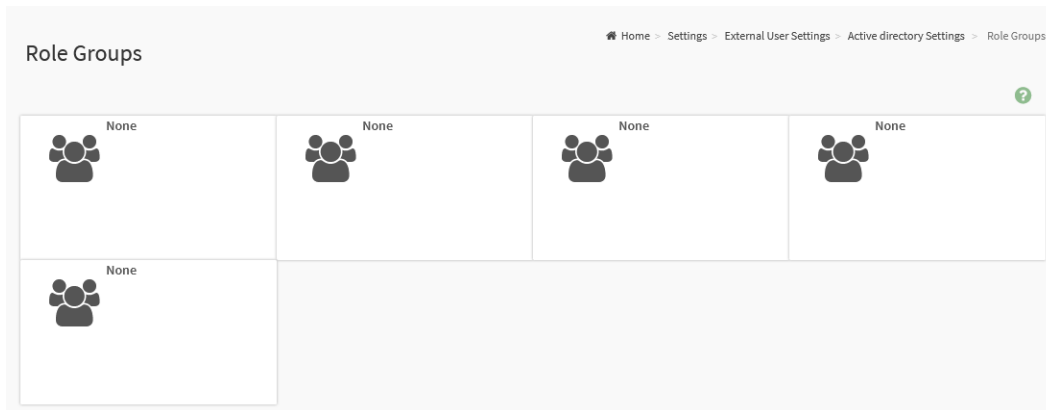 Home > Settings > External User Settings > Active directory Settings > Role Groups
Role Groups
?
None None None None
None